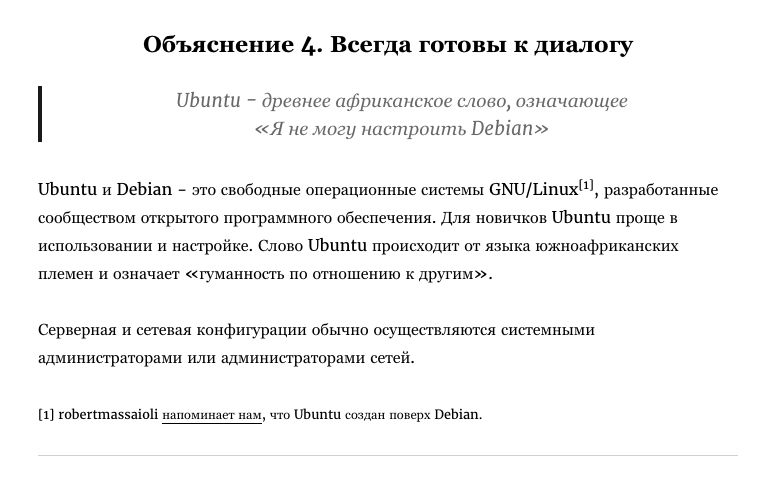 Объяснение 4. Всегда готовы к диалогу
Ubuntu – древнее африканское слово, означающее
«Я не могу настроить Debian»
Ubuntu и Debian – это свободные операционные системы GNU/Linux[1], разработанные
сообществом открытого программного обеспечения. Для новичков Ubuntu проще в
использовании и настройке. Слово Ubuntu происходит от языка южноафриканских
племен и означает «гуманность по отношению к другим».
Серверная и сетевая конфигурации обычно осуществляются системными
администраторами или администраторами сетей.
[1] robertmassaioli напоминает нам, что Ubuntu создан поверх Debian.